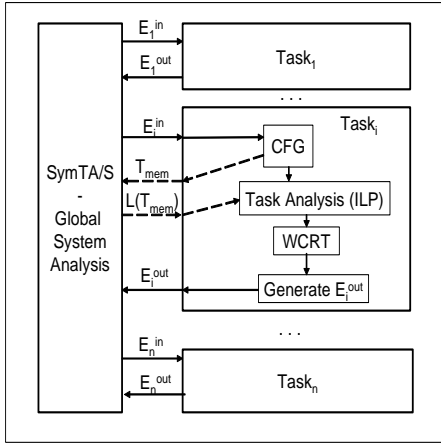 E₁ⁱⁿ
E₁ᵒᵘᵗ
Task₁
. . .
SymTA/S
-
Global
System
Analysis
Eᵢⁱⁿ
Taskᵢ
CFG
Tₘₑₘ
L(Tₘₑₘ)
Task Analysis (ILP)
WCRT
Eᵢᵒᵘᵗ
Generate Eᵢᵒᵘᵗ
. . .
Eₙⁱⁿ
Eₙᵒᵘᵗ
Taskₙ